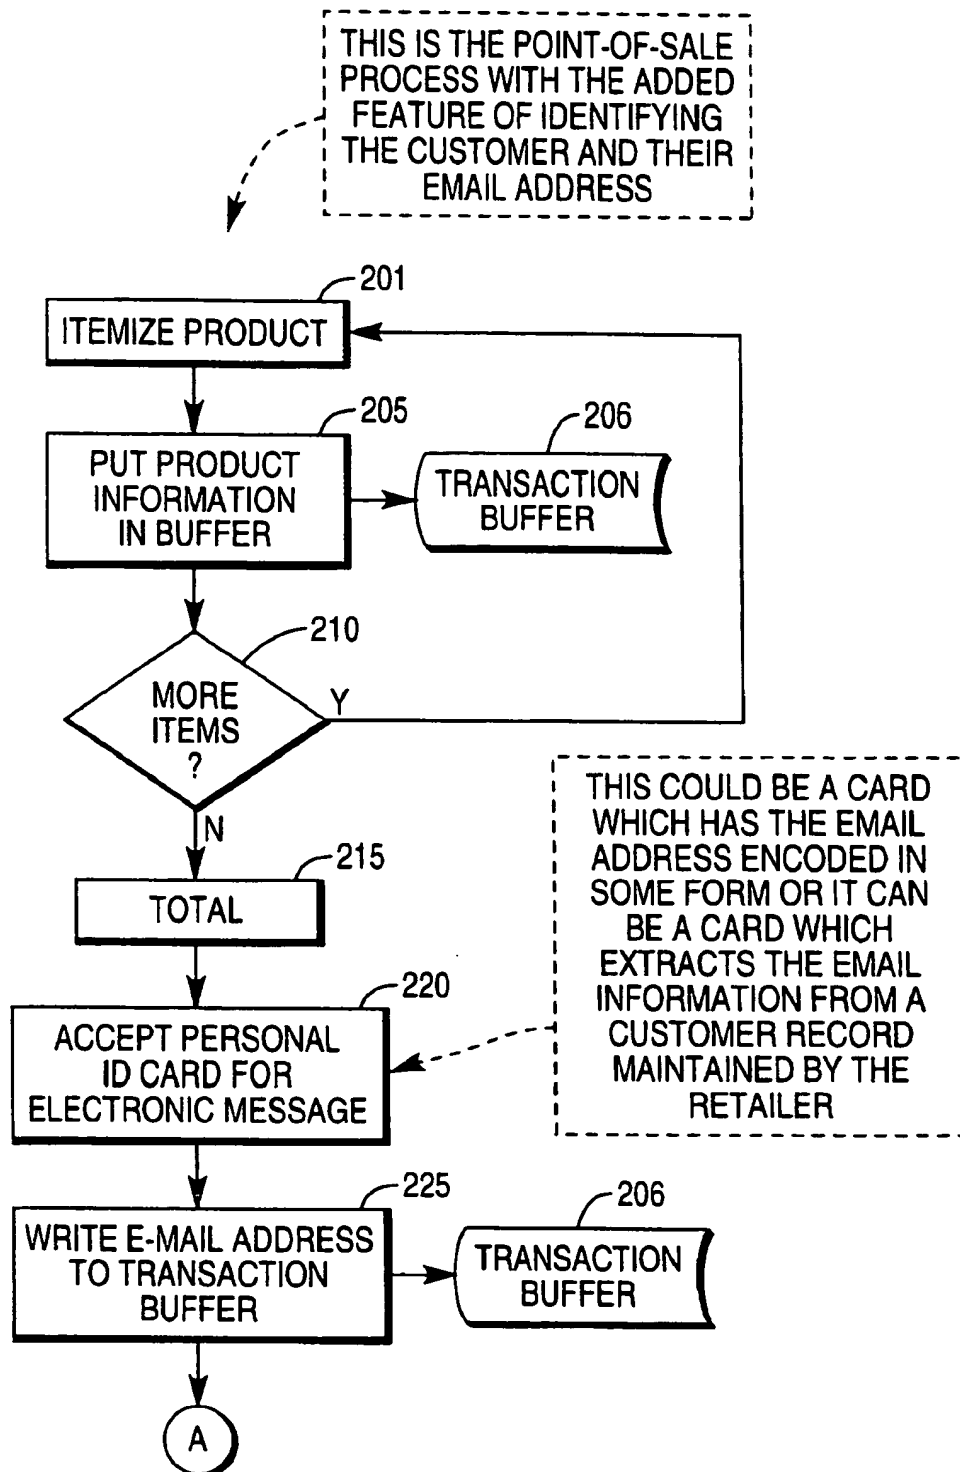 THIS IS THE POINT-OF-SALE
PROCESS WITH THE ADDED
FEATURE OF IDENTIFYING
THE CUSTOMER AND THEIR
EMAIL ADDRESS
201
ITEMIZE PRODUCT
205
PUT PRODUCT
INFORMATION
IN BUFFER
206
TRANSACTION
BUFFER
210
MORE
ITEMS
?
Y
N
215
TOTAL
THIS COULD BE A CARD
WHICH HAS THE EMAIL
ADDRESS ENCODED IN
SOME FORM OR IT CAN
BE A CARD WHICH
EXTRACTS THE EMAIL
INFORMATION FROM A
CUSTOMER RECORD
MAINTAINED BY THE
RETAILER
220
ACCEPT PERSONAL
ID CARD FOR
ELECTRONIC MESSAGE
225
WRITE E-MAIL ADDRESS
TO TRANSACTION
BUFFER
206
TRANSACTION
BUFFER
A